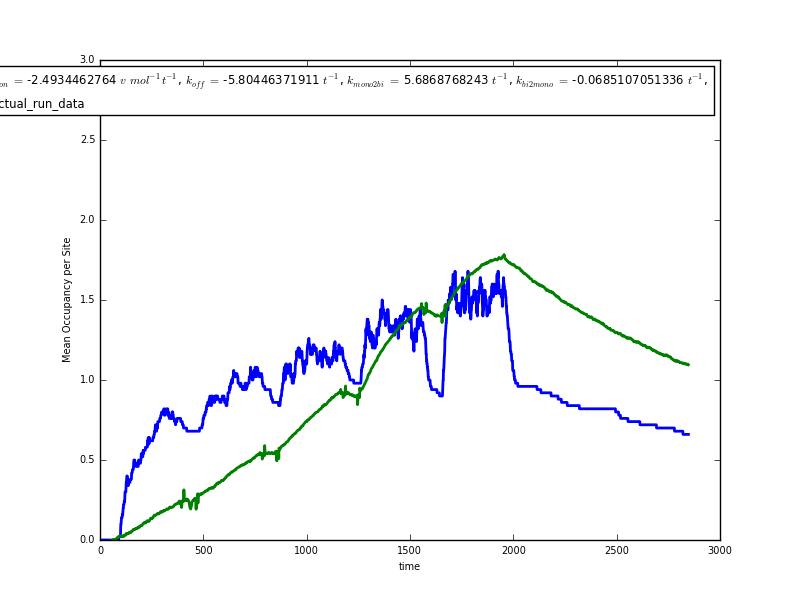 3.0
on = -2.4934462764 v mol⁻¹t⁻¹, k_off = -5.80446371911 t⁻¹, k_mono2bi = 5.6868768243 t⁻¹, k_bi2mono = -0.0685107051336 t⁻¹,
ctual_run_data
2.5
2.0
1.5
1.0
0.5
0.0
Mean Occupancy per Site
0 500 1000 1500 2000 2500 3000
time